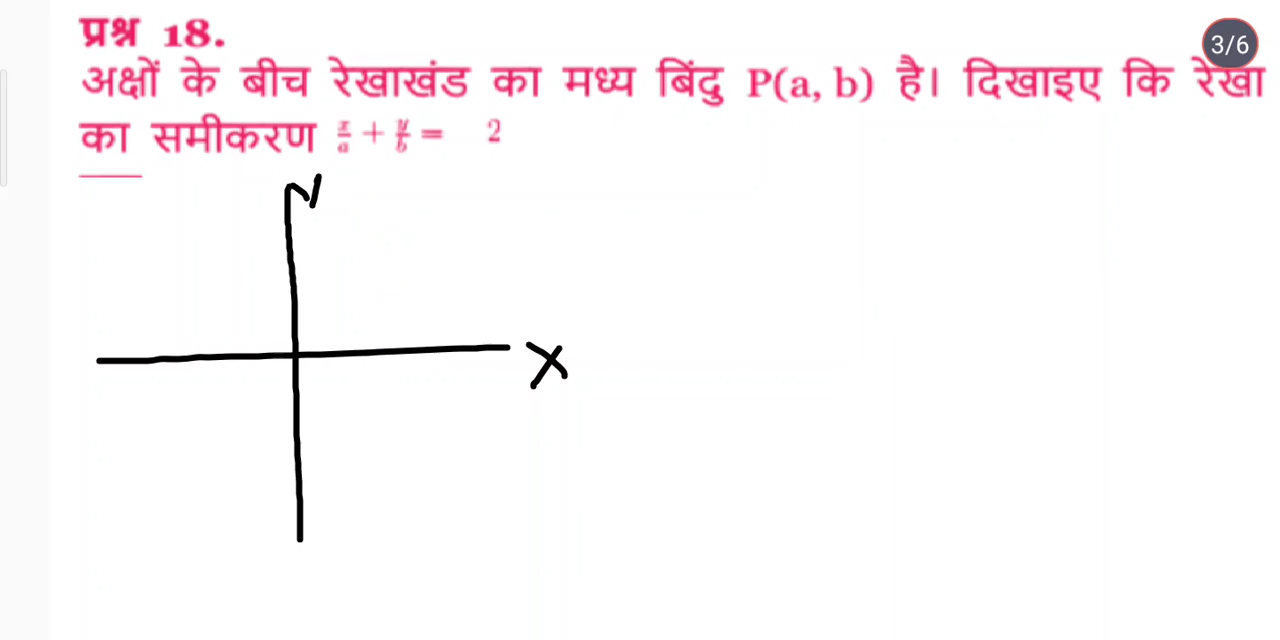 प्रश्न 18.
3/6
अक्षों के बीच रेखाखंड का मध्य बिंदु P(a, b) है। दिखाइए कि रेखा
का समीकरण x/a + y/b = 2
y
X